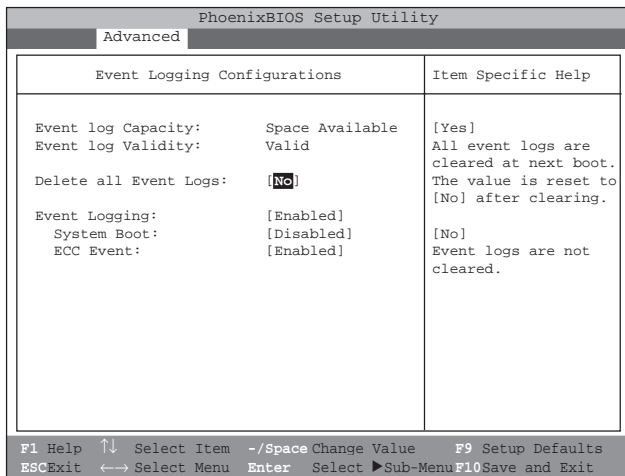 PhoenixBIOS Setup Utility
Advanced
Event Logging Configurations
Item Specific Help
Event log Capacity: Space Available
Event log Validity: Valid
Delete all Event Logs: [No]
Event Logging: [Enabled]
System Boot: [Disabled]
ECC Event: [Enabled]
[Yes]
All event logs are
cleared at next boot.
The value is reset to
[No] after clearing.
[No]
Event logs are not
cleared.
F1 Help ↑↓ Select Item -/Space Change Value F9 Setup Defaults
ESC Exit ←→ Select Menu Enter Select ▶Sub-Menu F10 Save and Exit